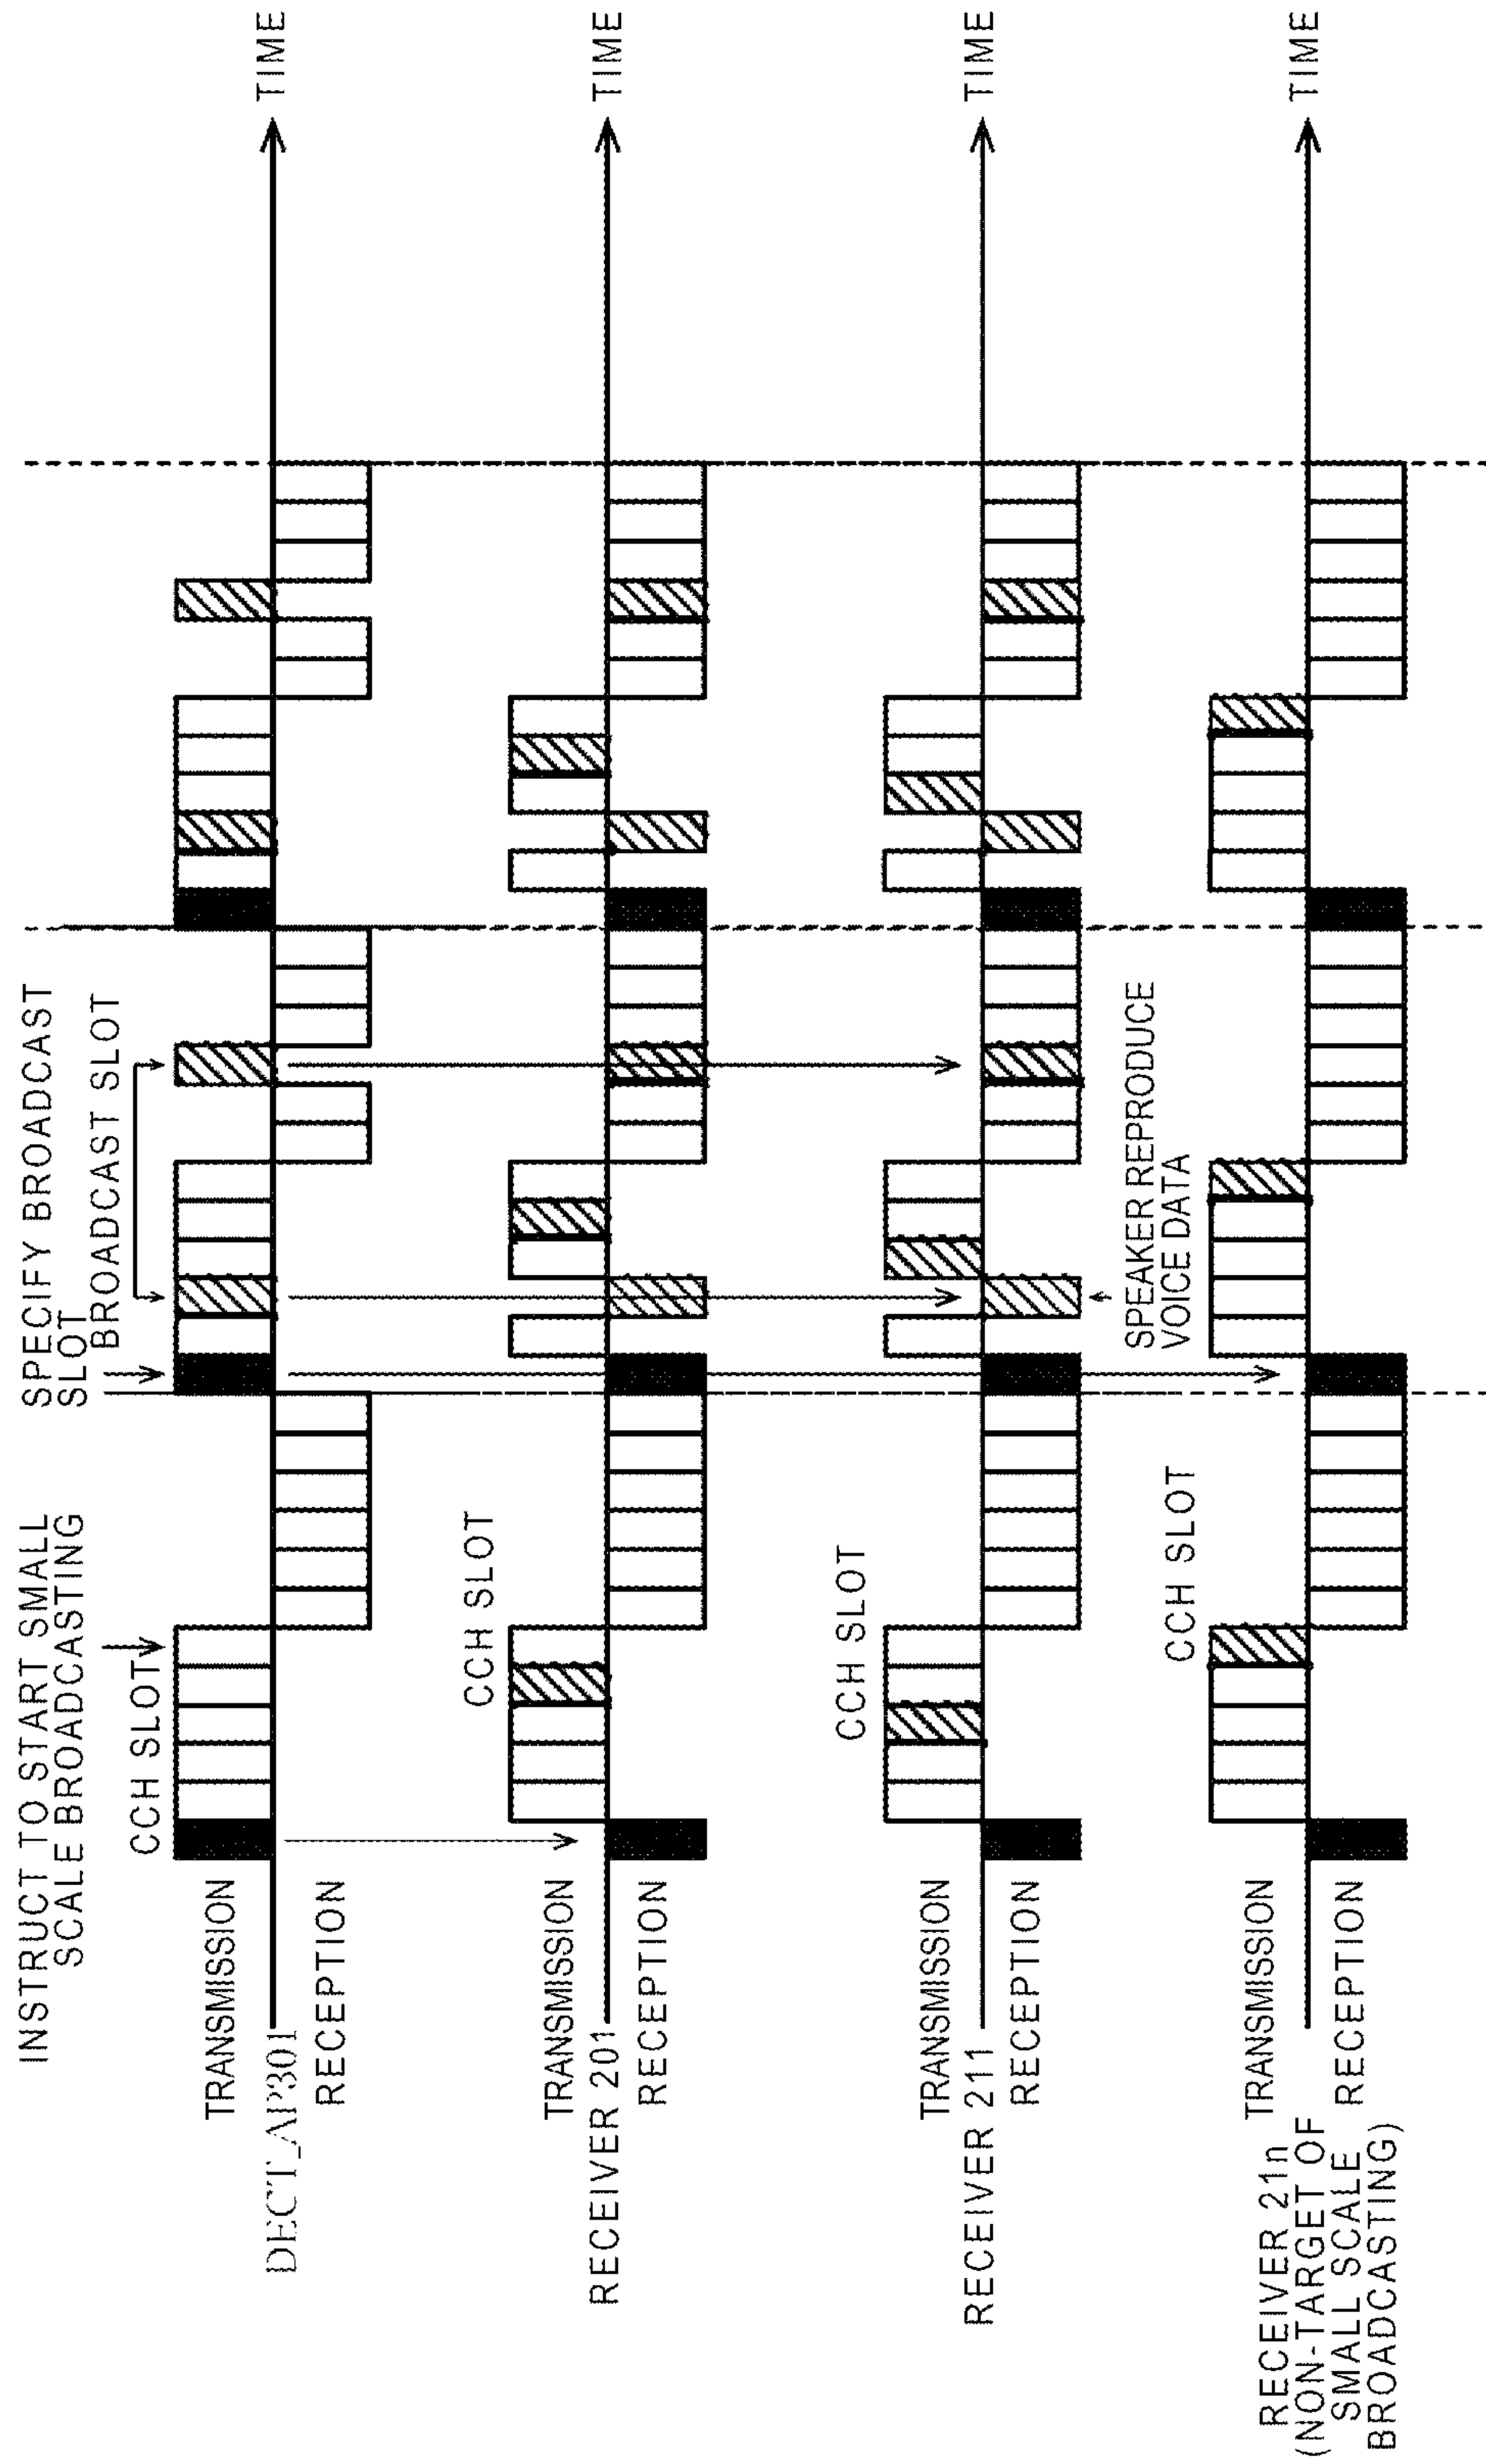 INSTRUCT TO START SMALL
SCALE BROADCASTING
SPECIFY BROADCAST
SLOT
BROADCAST SLOT
CCH SLOT
TRANSMISSION
DECT_AP301
RECEPTION
TIME
CCH SLOT
TRANSMISSION
RECEIVER 201
RECEPTION
TIME
CCH SLOT
TRANSMISSION
RECEIVER 211
RECEPTION
TIME
SPEAKER REPRODUCE
VOICE DATA
CCH SLOT
TRANSMISSION
RECEIVER 21n
(NON-TARGET OF
SMALL SCALE
BROADCASTING)
RECEPTION
TIME